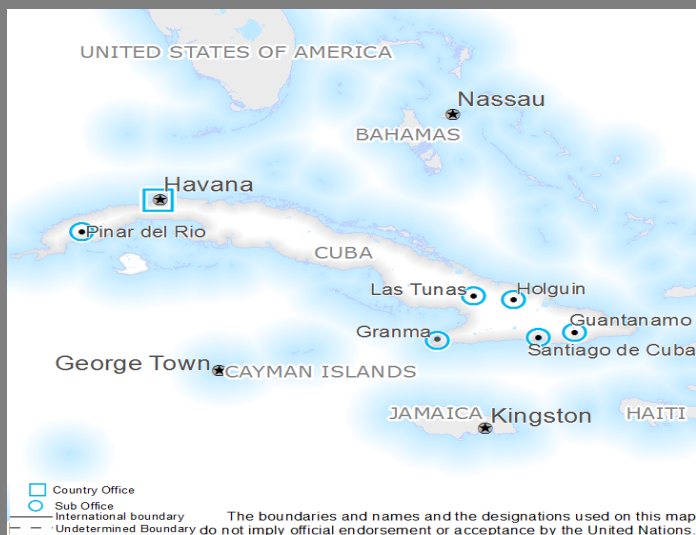 UNITED STATES OF AMERICA
Nassau
BAHAMAS
Havana
Pinar del Rio
CUBA
Las Tunas
Holguin
Guantanamo
Granma
Santiago de Cuba
George Town
CAYMAN ISLANDS
JAMAICA
Kingston
HAITI
Country Office
Sub Office
International boundary
Undetermined Boundary
The boundaries and names and the designations used on this map
do not imply official endorsement or acceptance by the United Nations.